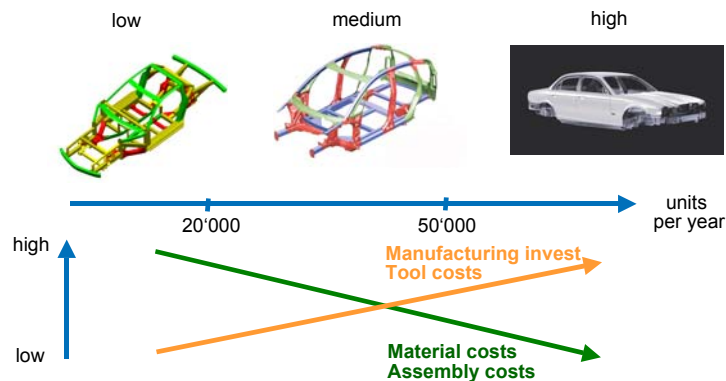 low
medium
high
20‘000
50‘000
units
per year
high
Manufacturing invest
Tool costs
low
Material costs
Assembly costs